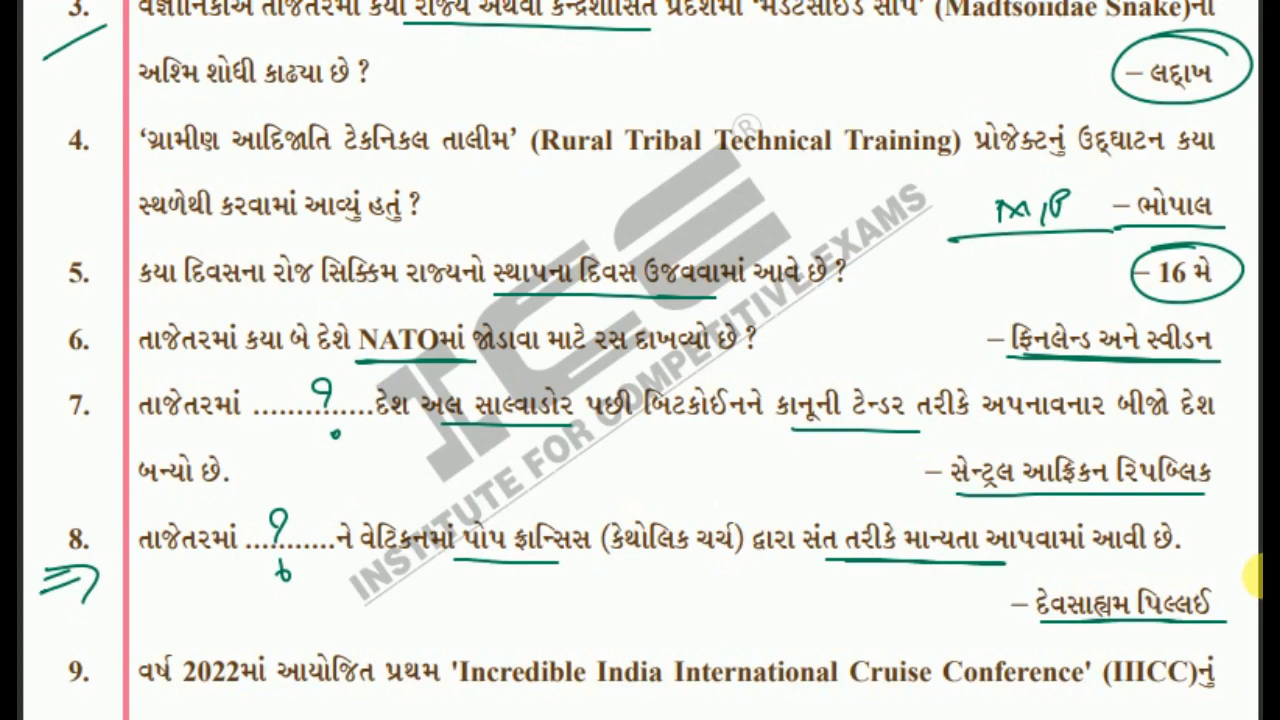 3. વૈજ્ઞાનિકોએ તાજેતરમાં કયા રાજ્ય અથવા કેન્દ્રશાસિત પ્રદેશમાં 'મેડટસોઇડ સાપ' (Madtsoiidae Snake)ના
અશ્મિ શોધી કાઢ્યા છે ? – લદ્દાખ
4. ‘ગ્રામીણ આદિજાતિ ટેકનિકલ તાલીમ’ (Rural Tribal Technical Training) પ્રોજેક્ટનું ઉદ્ઘાટન કયા
સ્થળેથી કરવામાં આવ્યું હતું ? MP – ભોપાલ
5. કયા દિવસના રોજ સિક્કિમ રાજ્યનો સ્થાપના દિવસ ઉજવવામાં આવે છે ? – 16 મે
6. તાજેતરમાં કયા બે દેશે NATOમાં જોડાવા માટે રસ દાખવ્યો છે ? – ફિનલેન્ડ અને સ્વીડન
7. તાજેતરમાં ........?......દેશ અલ સાલ્વાડોર પછી બિટકોઈનને કાનૂની ટેન્ડર તરીકે અપનાવનાર બીજો દેશ
બન્યો છે. – સેન્ટ્રલ આફ્રિકન રિપબ્લિક
8. તાજેતરમાં ....?.......ને વેટિકનમાં પોપ ફ્રાન્સિસ (કેથોલિક ચર્ચ) દ્વારા સંત તરીકે માન્યતા આપવામાં આવી છે.
– દેવસાહ્યમ પિલ્લઈ
9. વર્ષ 2022માં આયોજિત પ્રથમ 'Incredible India International Cruise Conference' (IIICC)નું
ICE ®
INSTITUTE FOR COMPETITIVE EXAMS